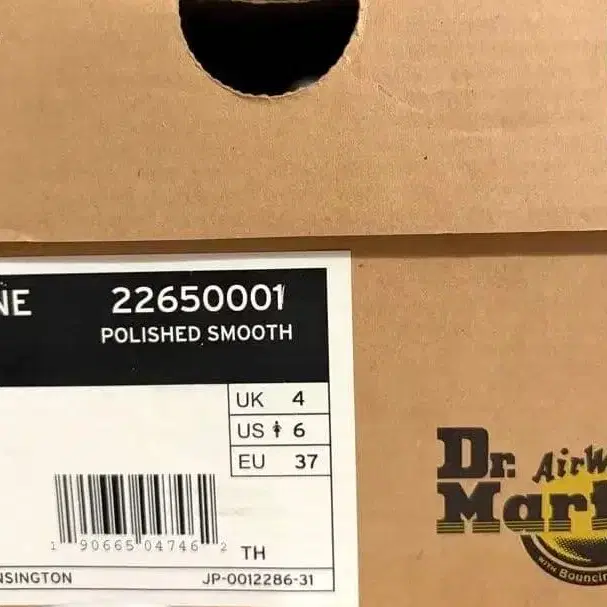 NE 22650001
POLISHED SMOOTH
UK 4
US 6
EU 37
1 90665 04746 2
TH
NSINGTON JP-0012286-31
Dr. AirW
Mart
WITH Bouncin